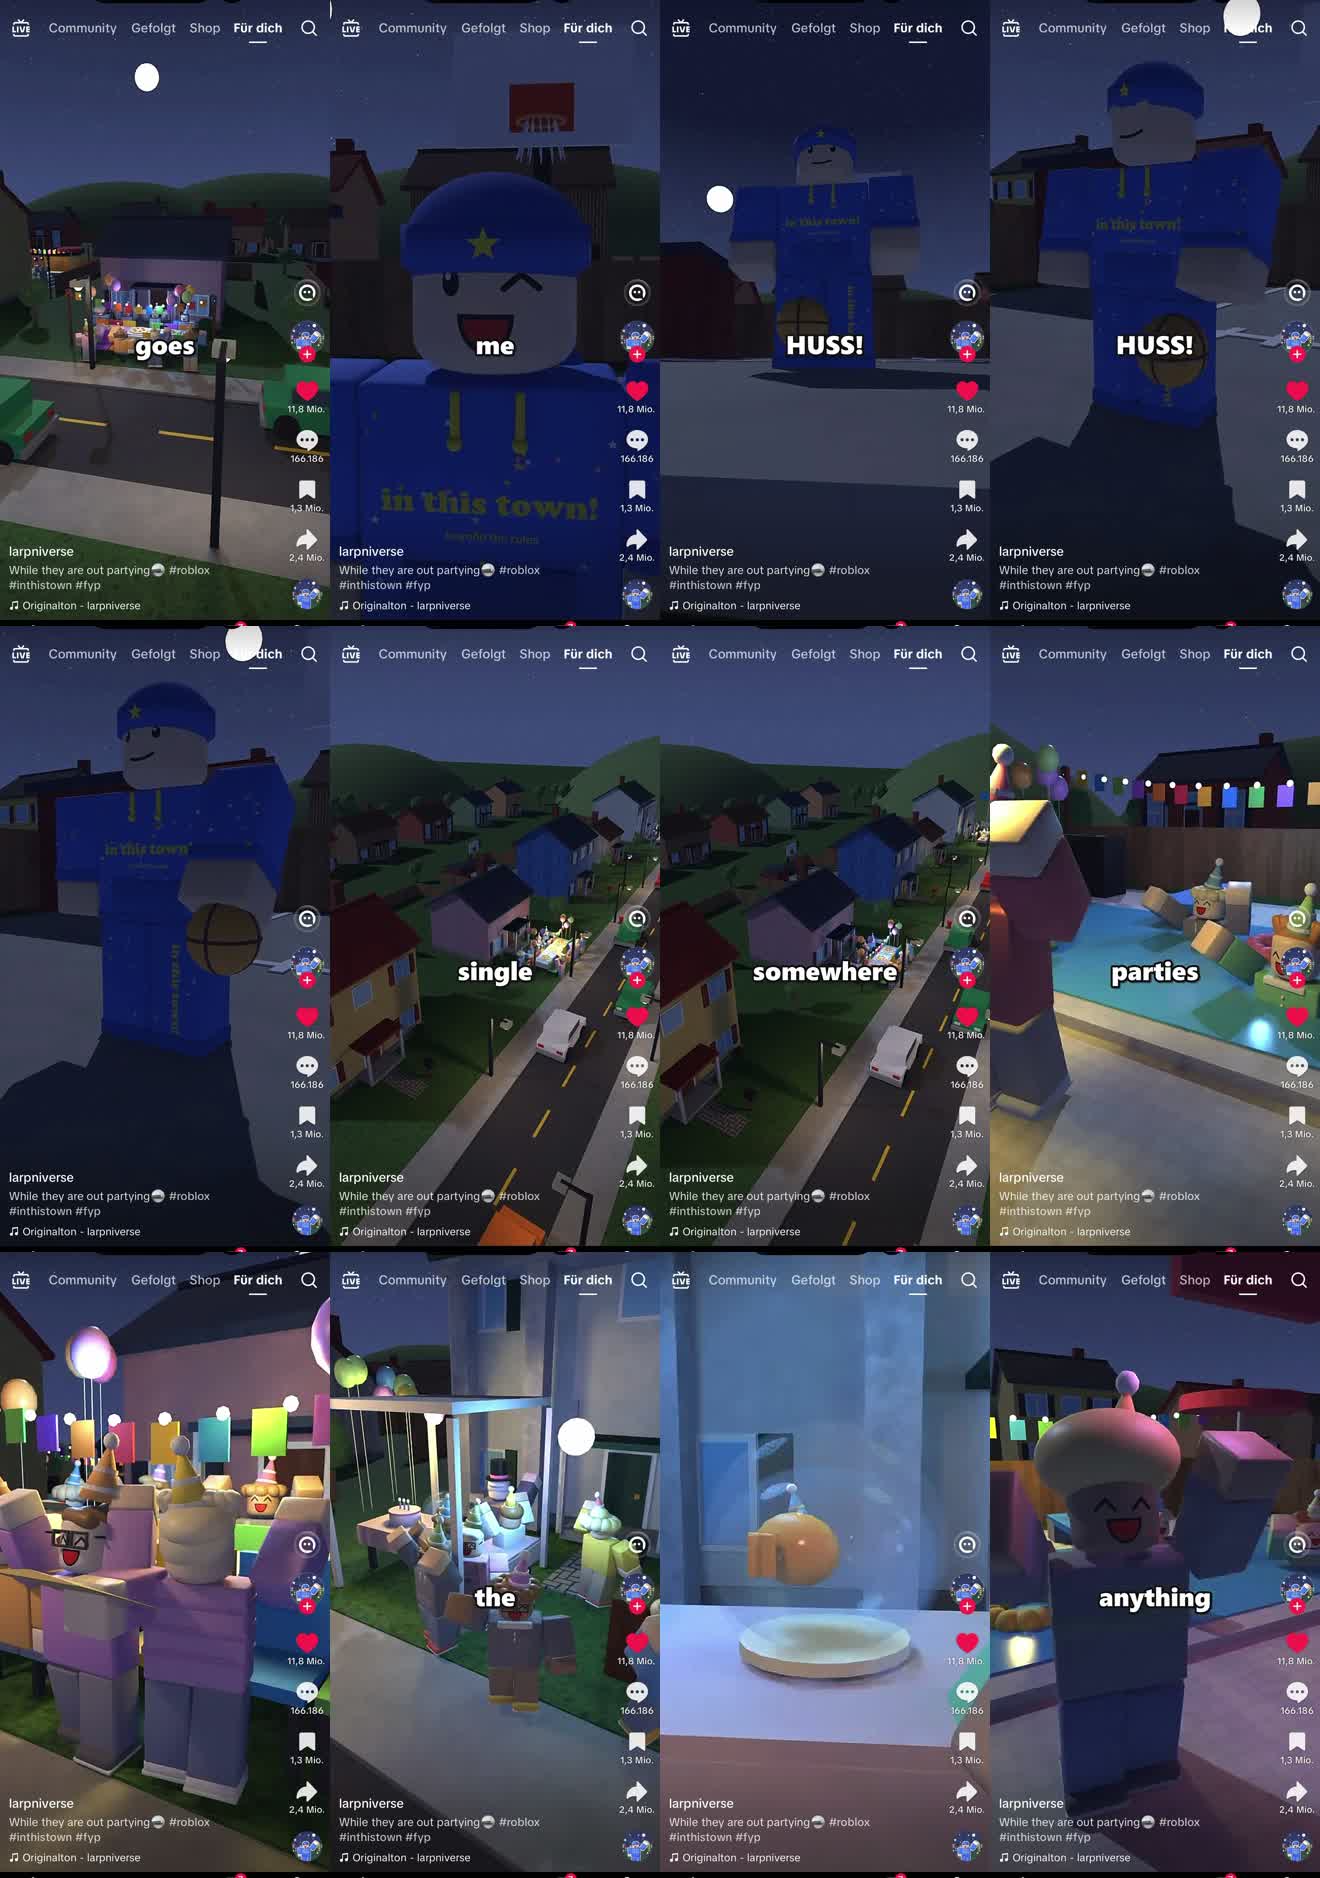 LIVE Community Gefolgt Shop Für dich
goes
11,8 Mio.
166.186
1,3 Mio.
2,4 Mio.
larpniverse
While they are out partying #roblox
#inthistown #fyp
Originalton - larpniverse
LIVE Community Gefolgt Shop Für dich
me
in this town!
11,8 Mio.
166.186
1,3 Mio.
2,4 Mio.
larpniverse
While they are out partying #roblox
#inthistown #fyp
Originalton - larpniverse
LIVE Community Gefolgt Shop Für dich
in this town!
HUSS!
11,8 Mio.
166.186
1,3 Mio.
2,4 Mio.
larpniverse
While they are out partying #roblox
#inthistown #fyp
Originalton - larpniverse
LIVE Community Gefolgt Shop
in this town!
HUSS!
11,8 Mio.
166.186
1,3 Mio.
2,4 Mio.
larpniverse
While they are out partying #roblox
#inthistown #fyp
Originalton - larpniverse
LIVE Community Gefolgt Shop
in this town
11,8 Mio.
166.186
1,3 Mio.
2,4 Mio.
larpniverse
While they are out partying #roblox
#inthistown #fyp
Originalton - larpniverse
LIVE Community Gefolgt Shop Für dich
single
11,8 Mio.
166.186
1,3 Mio.
2,4 Mio.
larpniverse
While they are out partying #roblox
#inthistown #fyp
Originalton - larpniverse
LIVE Community Gefolgt Shop Für dich
somewhere
11,8 Mio.
166.186
1,3 Mio.
2,4 Mio.
larpniverse
While they are out partying #roblox
#inthistown #fyp
Originalton - larpniverse
LIVE Community Gefolgt Shop Für dich
parties
11,8 Mio.
166.186
1,3 Mio.
2,4 Mio.
larpniverse
While they are out partying #roblox
#inthistown #fyp
Originalton - larpniverse
LIVE Community Gefolgt Shop Für dich
11,8 Mio.
166.186
1,3 Mio.
2,4 Mio.
larpniverse
While they are out partying #roblox
#inthistown #fyp
Originalton - larpniverse
LIVE Community Gefolgt Shop Für dich
the
11,8 Mio.
166.186
1,3 Mio.
2,4 Mio.
larpniverse
While they are out partying #roblox
#inthistown #fyp
Originalton - larpniverse
LIVE Community Gefolgt Shop Für dich
11,8 Mio.
166.186
1,3 Mio.
2,4 Mio.
larpniverse
While they are out partying #roblox
#inthistown #fyp
Originalton - larpniverse
LIVE Community Gefolgt Shop Für dich
anything
11,8 Mio.
166.186
1,3 Mio.
2,4 Mio.
larpniverse
While they are out partying #roblox
#inthistown #fyp
Originalton - larpniverse